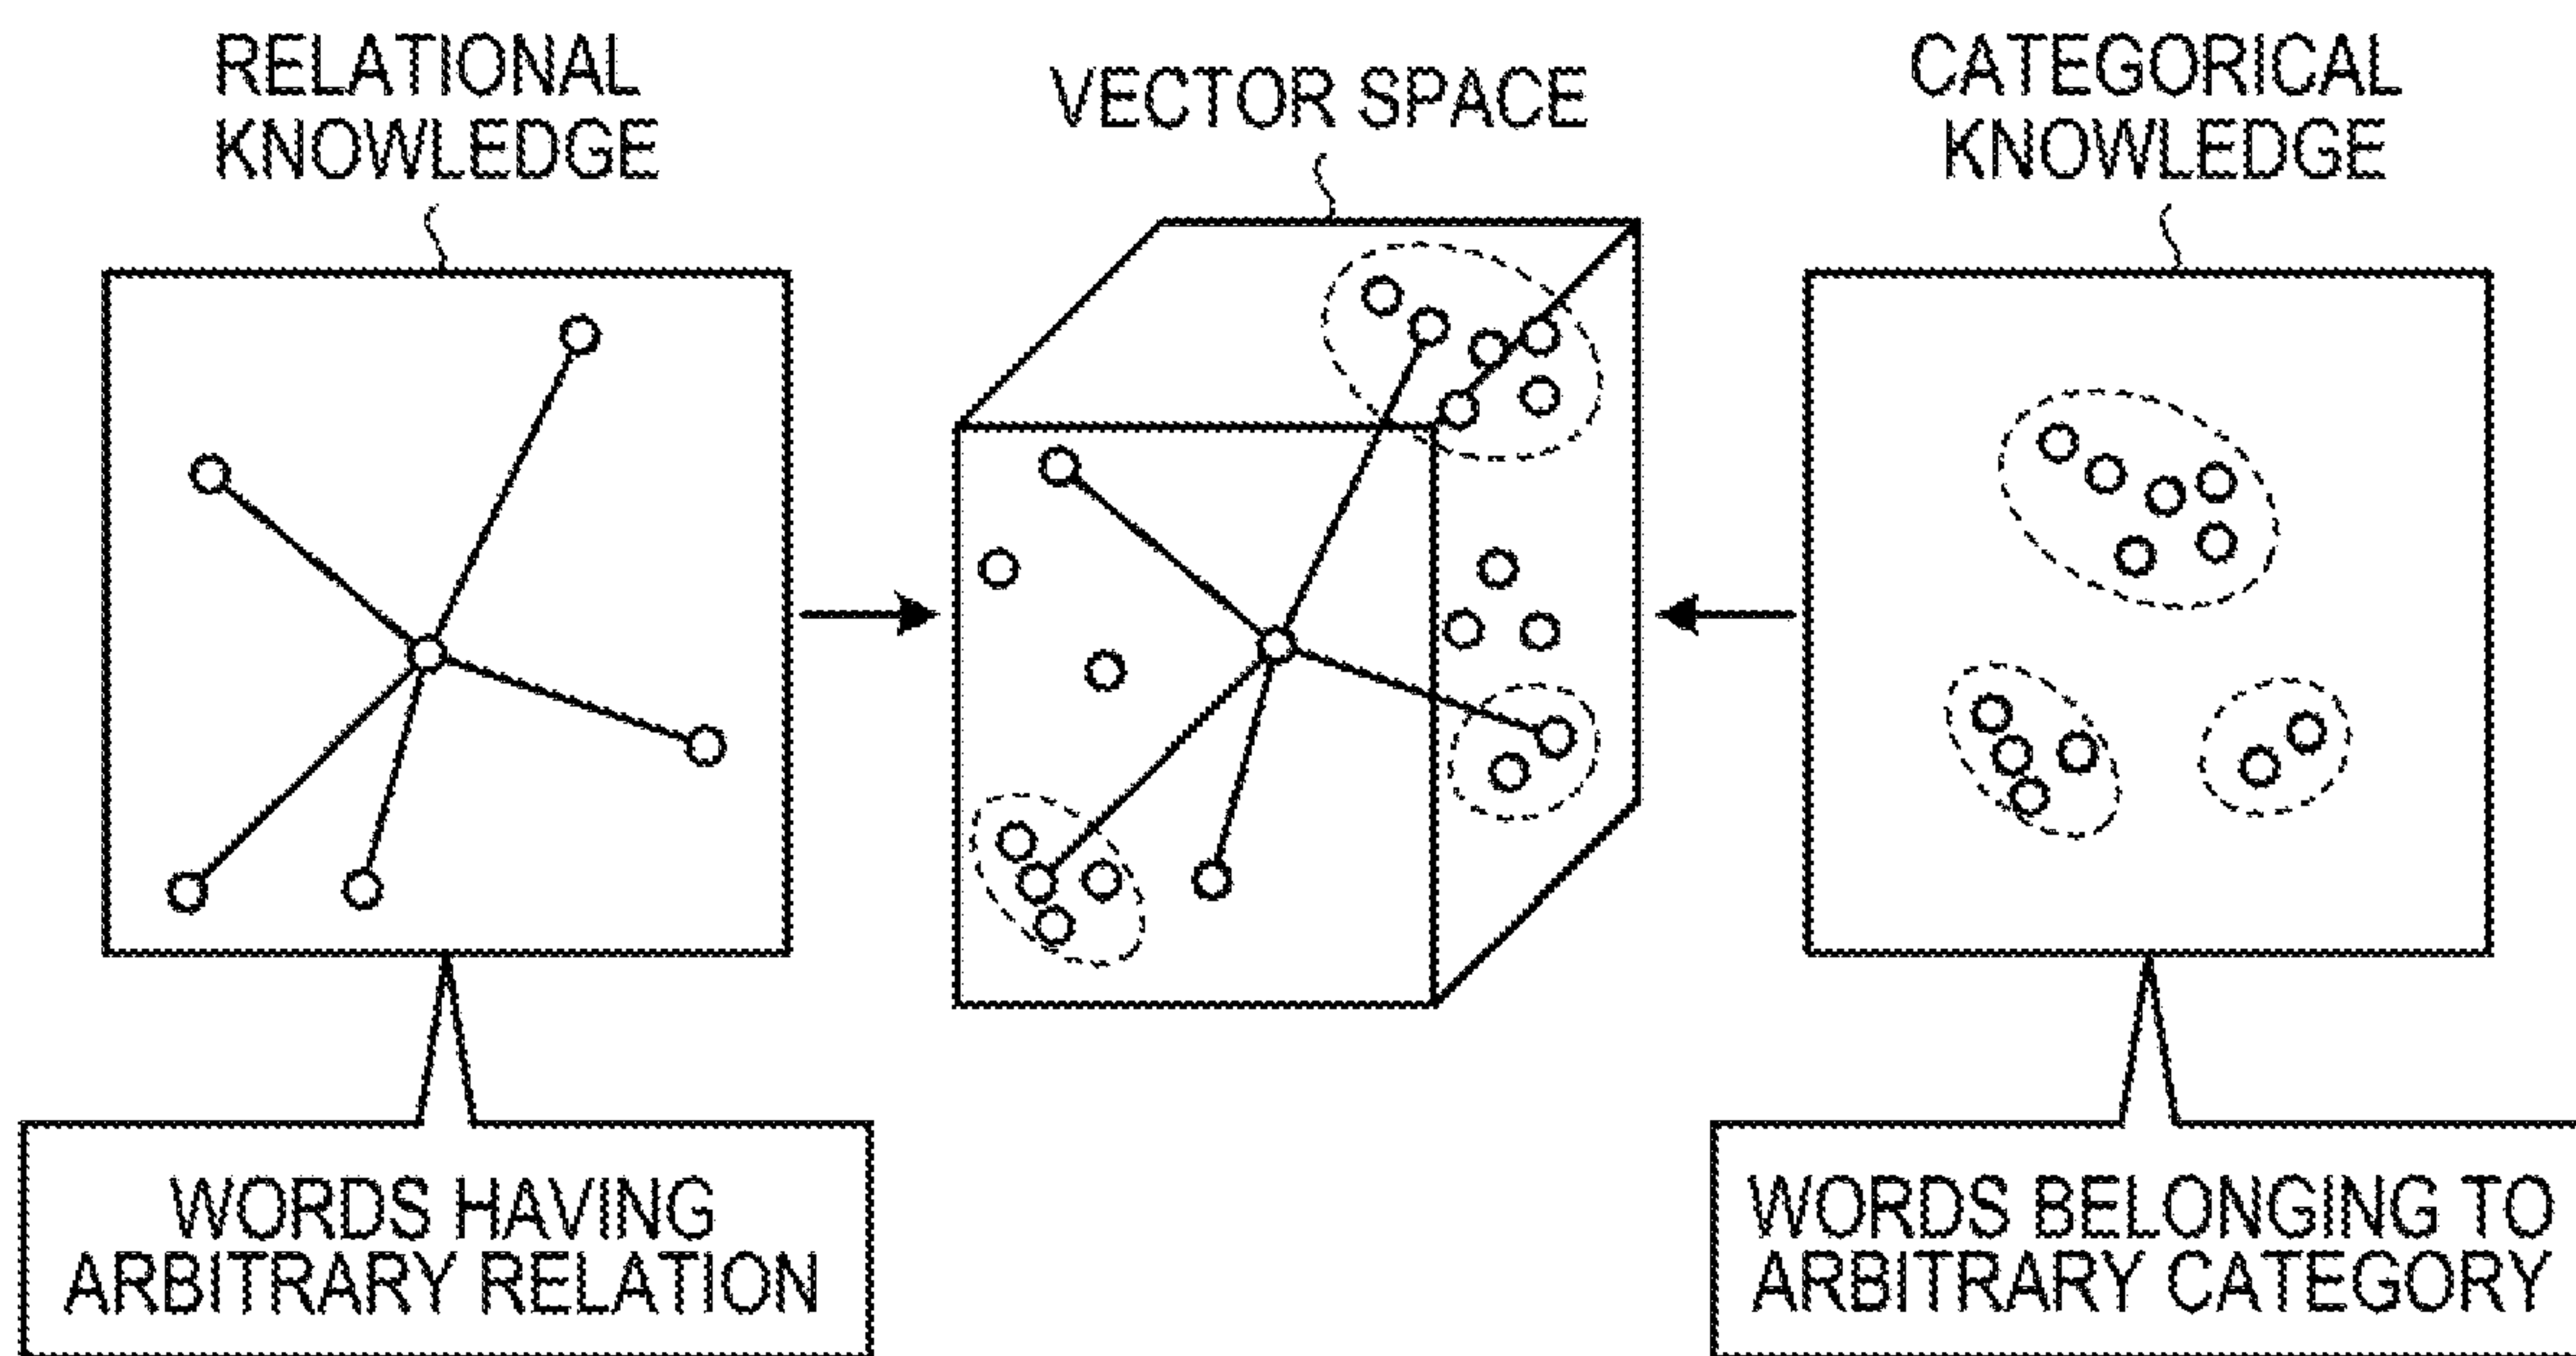 RELATIONAL
KNOWLEDGE
VECTOR SPACE
CATEGORICAL
KNOWLEDGE
WORDS HAVING
ARBITRARY RELATION
WORDS BELONGING TO
ARBITRARY CATEGORY